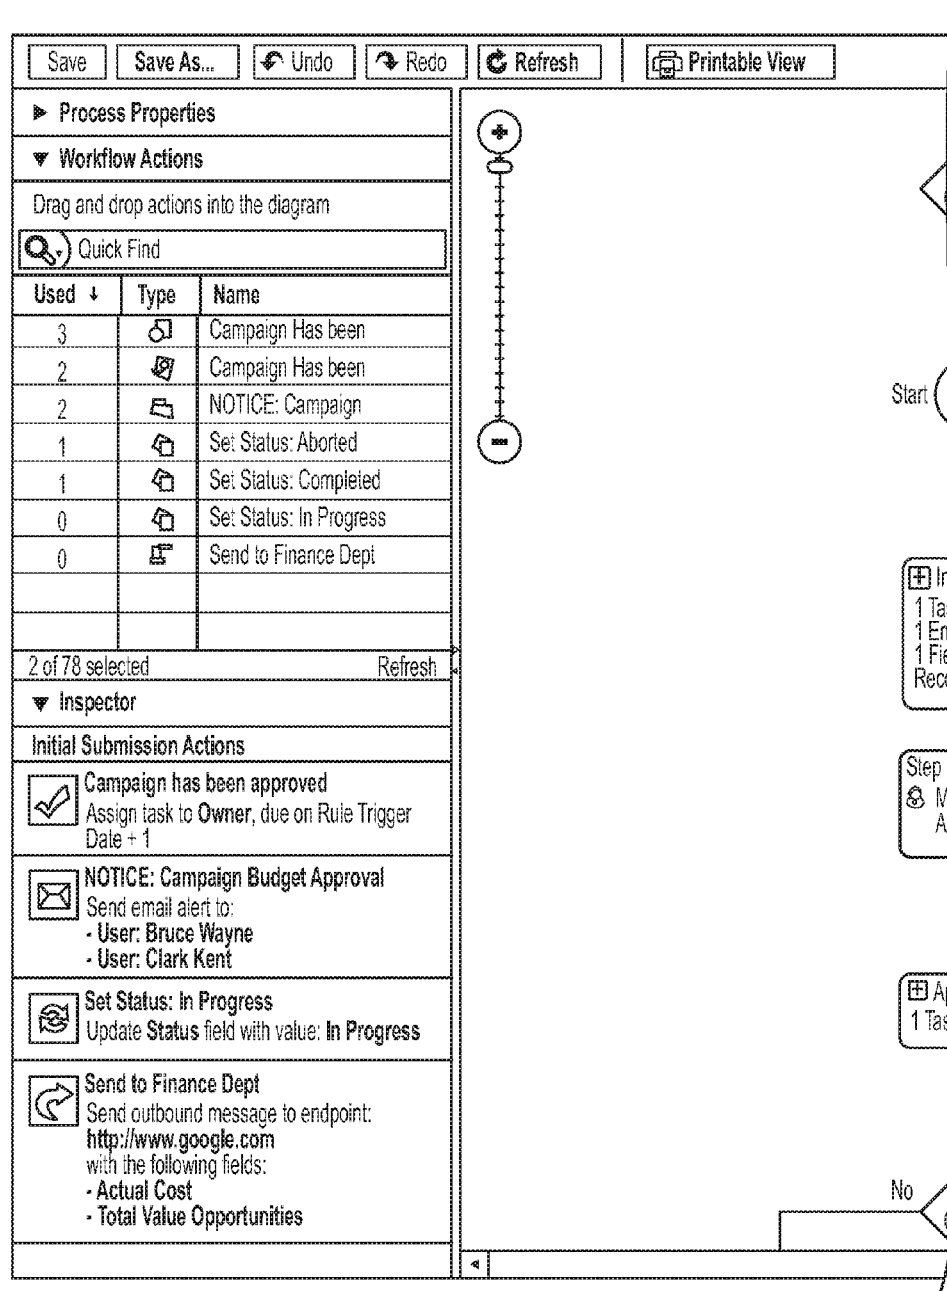 Save Save As... Undo Redo Refresh Printable View
Process Properties
Workflow Actions
Drag and drop actions into the diagram
Quick Find
Used ↓ Type Name
3 Campaign Has been
2 Campaign Has been
2 NOTICE: Campaign
1 Set Status: Aborted
1 Set Status: Completed
0 Set Status: In Progress
0 Send to Finance Dept
2 of 78 selected Refresh
Inspector
Initial Submission Actions
Campaign has been approved
Assign task to Owner, due on Rule Trigger
Date + 1
NOTICE: Campaign Budget Approval
Send email alert to:
- User: Bruce Wayne
- User: Clark Kent
Set Status: In Progress
Update Status field with value: In Progress
Send to Finance Dept
Send outbound message to endpoint:
http://www.google.com
with the following fields:
- Actual Cost
- Total Value Opportunities
Start
1
1
1
Step
1
No